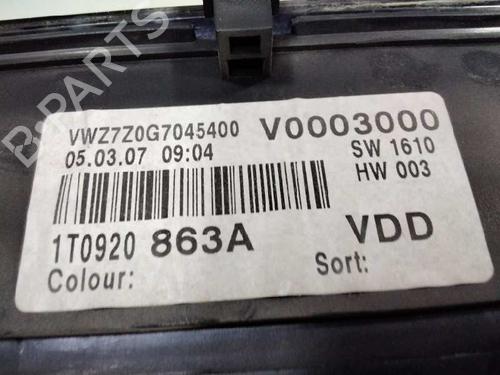 B-PARTS
VWZ7Z0G7045400 V0003000
05.03.07 09:04 SW 1610
HW 003
1T0920 863A VDD
Colour: Sort: